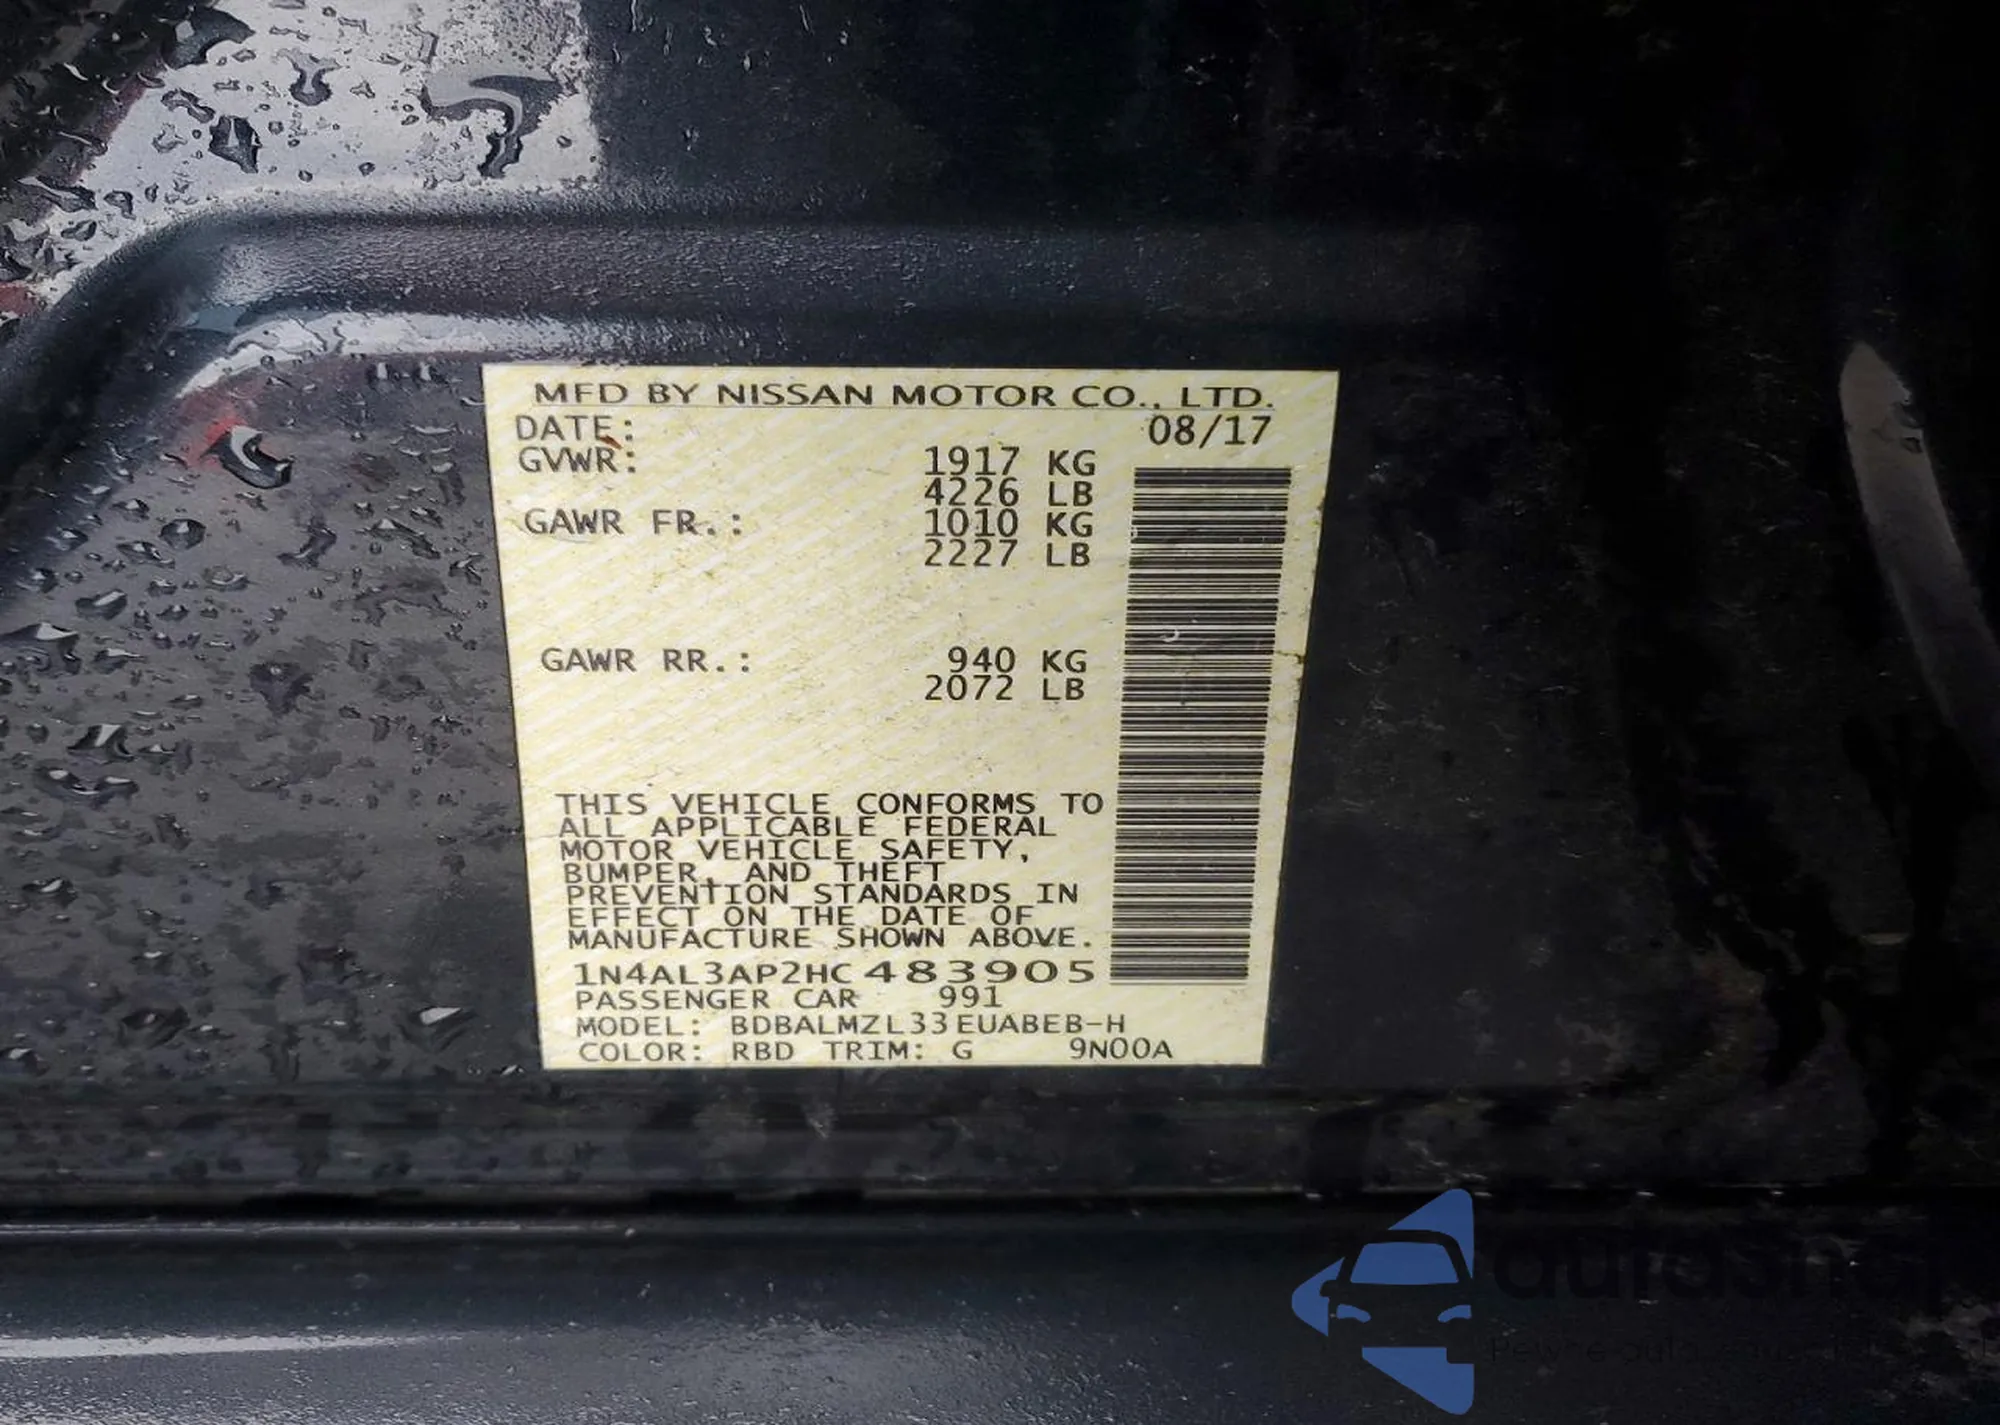 MFD BY NISSAN MOTOR CO., LTD.
DATE: 08/17
GVWR: 1917 KG
4226 LB
GAWR FR.: 1010 KG
2227 LB
GAWR RR.: 940 KG
2072 LB
THIS VEHICLE CONFORMS TO
ALL APPLICABLE FEDERAL
MOTOR VEHICLE SAFETY,
BUMPER, AND THEFT
PREVENTION STANDARDS IN
EFFECT ON THE DATE OF
MANUFACTURE SHOWN ABOVE.
1N4AL3AP2HC483905
PASSENGER CAR 991
MODEL: BDBALMZL33EUABEB-H
COLOR: RBD TRIM: G 9N00A